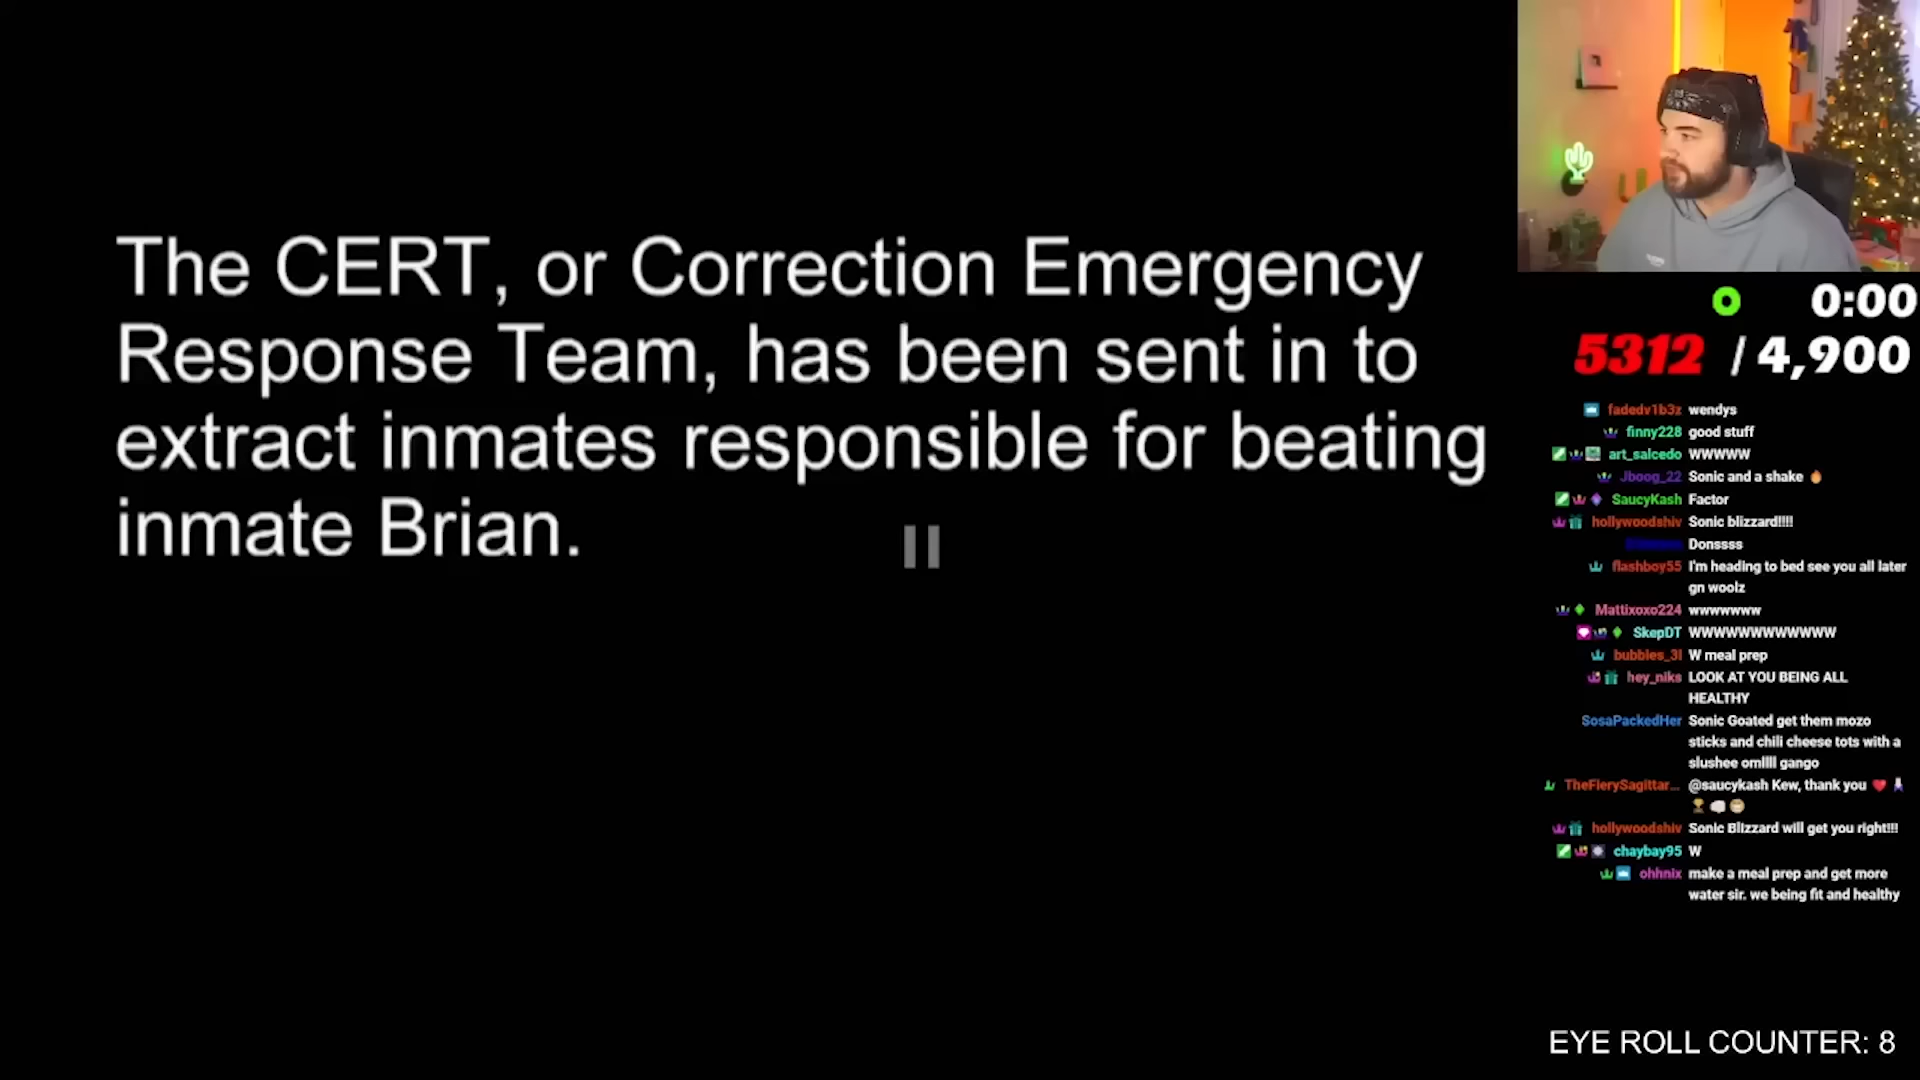 The CERT, or Correction Emergency
Response Team, has been sent in to
extract inmates responsible for beating
inmate Brian.
0:00
5312 / 4,900
fadedv1b3z wendys
finny228 good stuff
art_salcedo WWWWW
Jboog_22 Sonic and a shake
SaucyKash Factor
hollywoodshiv Sonic blizzard!!!!
Donssss
flashboy55 I'm heading to bed see you all later
gn woolz
Mattixoxo224 wwwwwww
SkepDT WWWWWWWWWWWW
bubbles_3l W meal prep
hey_niks LOOK AT YOU BEING ALL
HEALTHY
SosaPackedHer Sonic Goated get them mozo
sticks and chili cheese tots with a
slushee omllll gango
TheFierySagittar... @saucykash Kew, thank you
hollywoodshiv Sonic Blizzard will get you right!!!
chaybay95 W
ohhnix make a meal prep and get more
water sir. we being fit and healthy
EYE ROLL COUNTER: 8